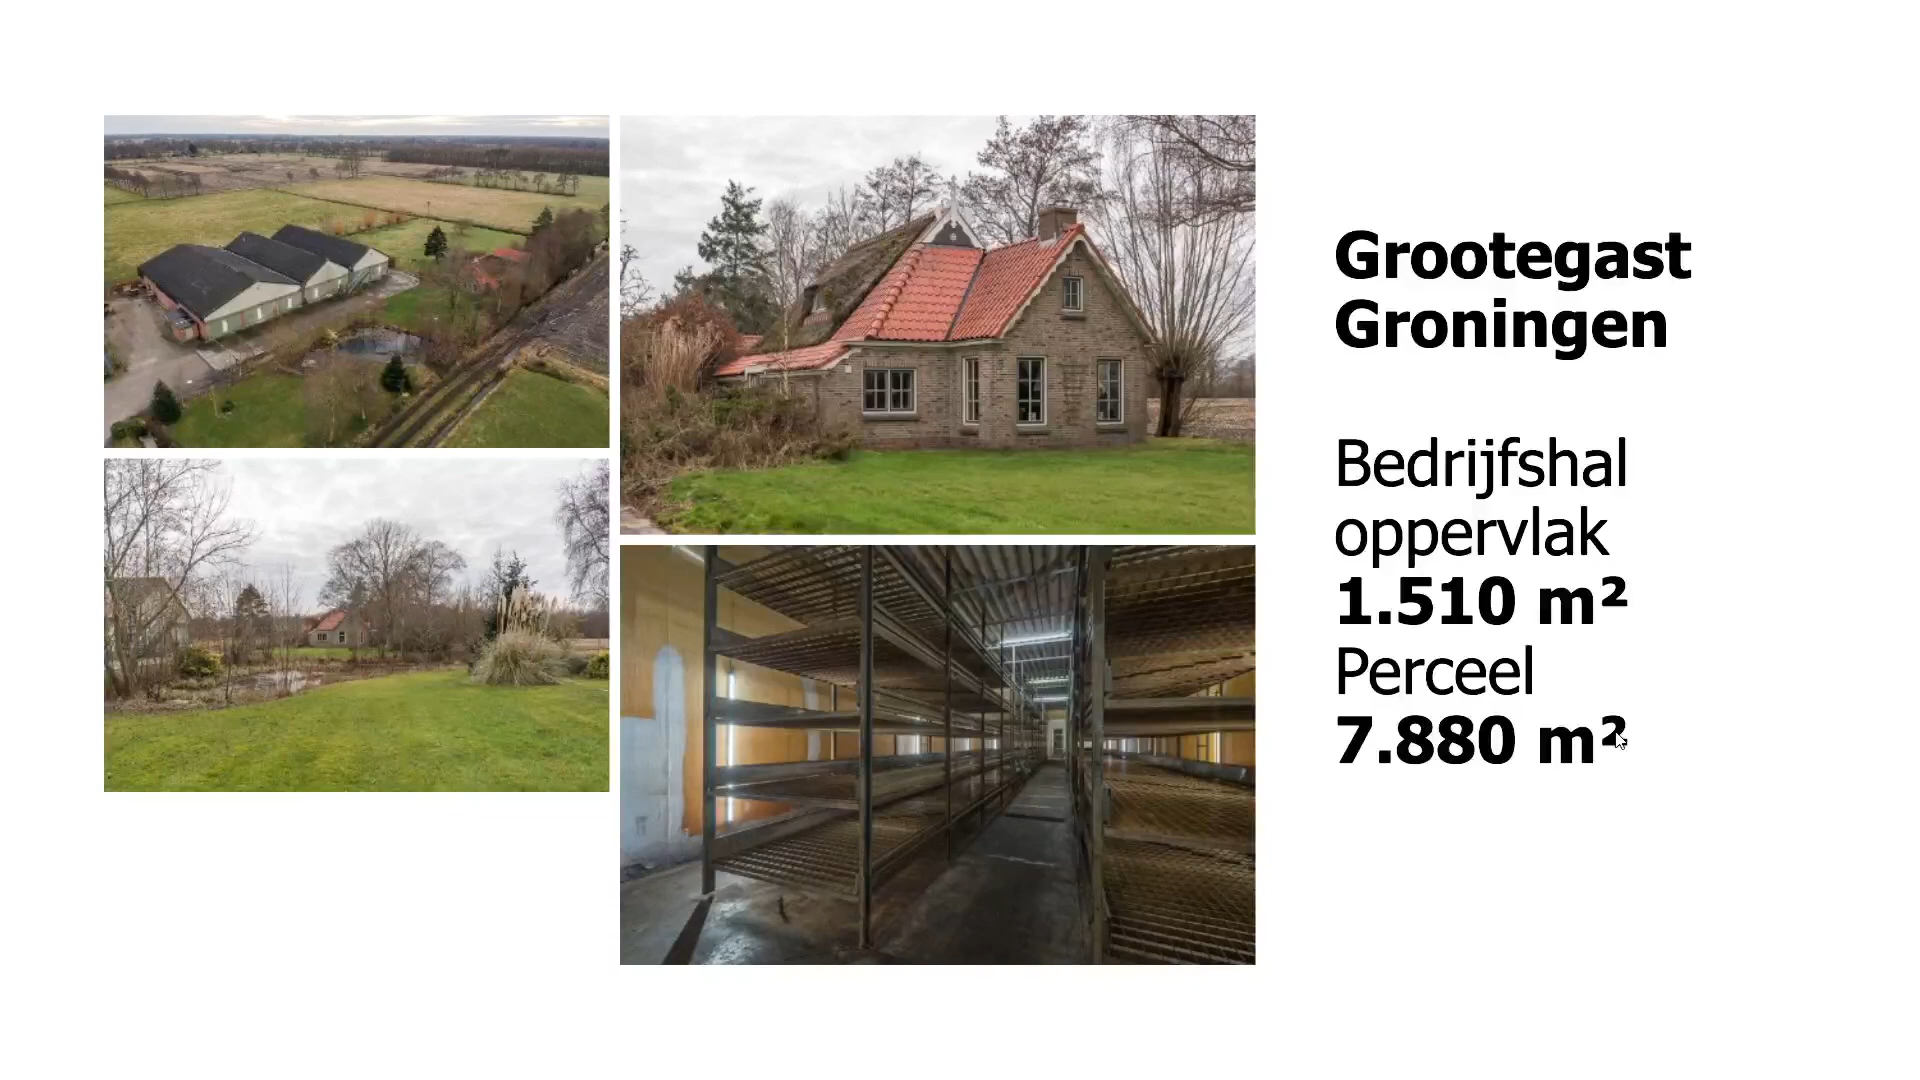 Grootegast
Groningen
Bedrijfshal
oppervlak
1.510 m²
Perceel
7.880 m²